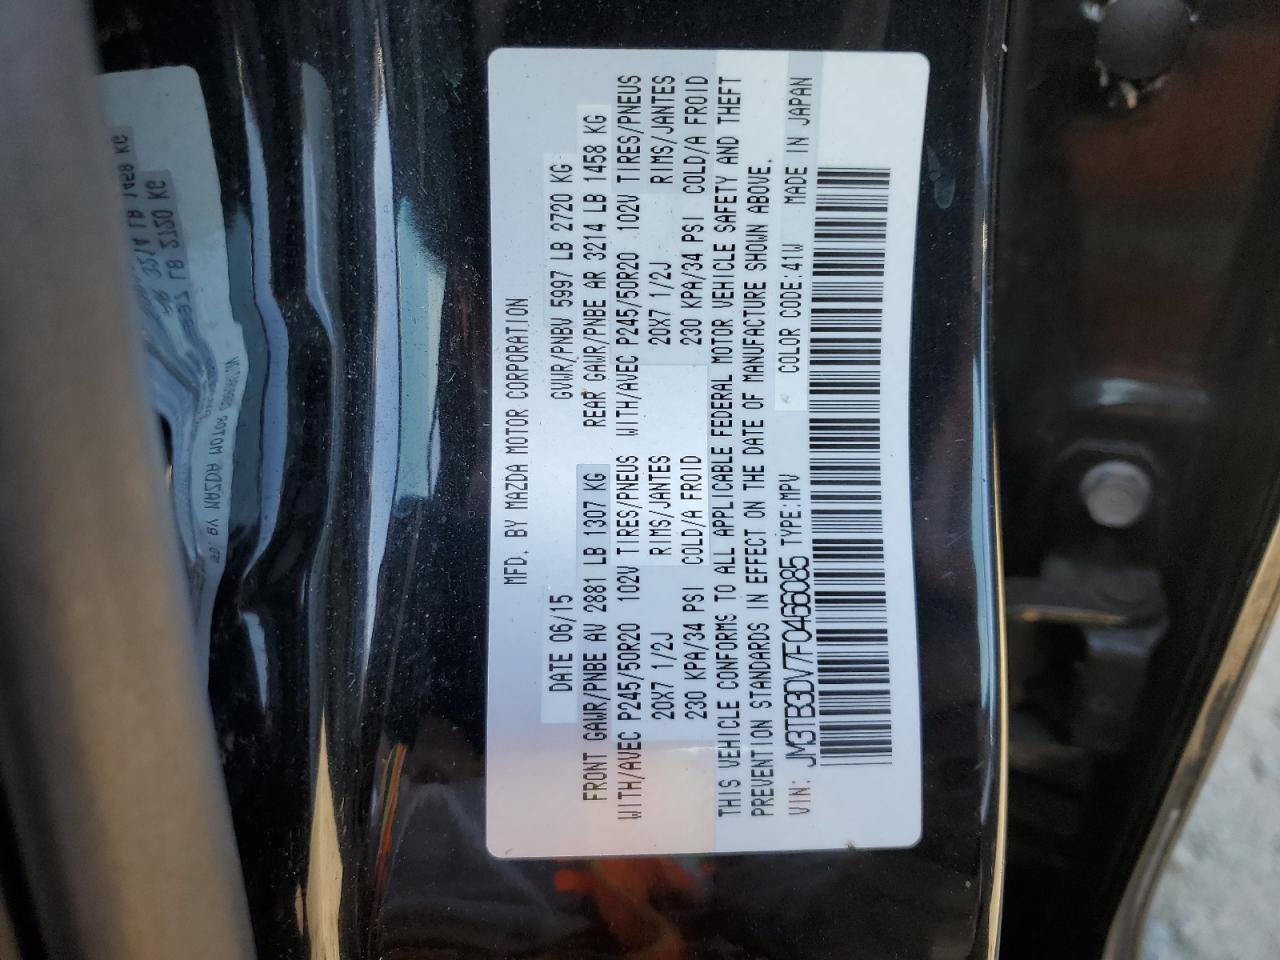 MFD. BY MAZDA MOTOR CORPORATION
DATE 06/15 GVWR/PNBV 5997 LB 2720 KG
FRONT GAWR/PNBE AV 2881 LB 1307 KG REAR GAWR/PNBE AR 3214 LB 1458 KG
WITH/AVEC P245/50R20 102V TIRES/PNEUS WITH/AVEC P245/50R20 102V TIRES/PNEUS
20X7 1/2J RIMS/JANTES 20X7 1/2J RIMS/JANTES
230 KPA/34 PSI COLD/A FROID 230 KPA/34 PSI COLD/A FROID
THIS VEHICLE CONFORMS TO ALL APPLICABLE FEDERAL MOTOR VEHICLE SAFETY AND THEFT
PREVENTION STANDARDS IN EFFECT ON THE DATE OF MANUFACTURE SHOWN ABOVE.
VIN: JM3TB3DV7F0466085 TYPE:MPV COLOR CODE:41W MADE IN JAPAN